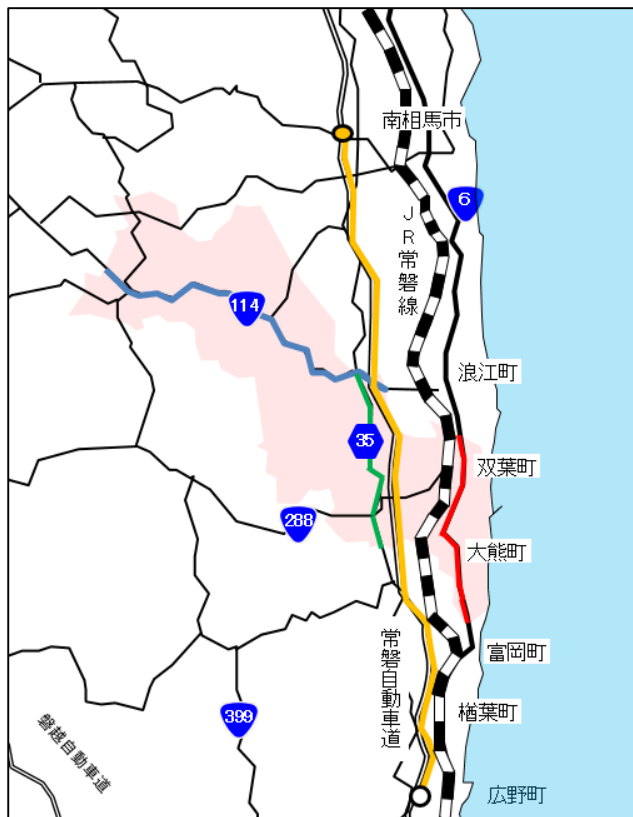 南相馬市
6
JR常磐線
114
浪江町
35
双葉町
288
大熊町
富岡町
常磐自動車道
399
楢葉町
磐越自動車道
広野町